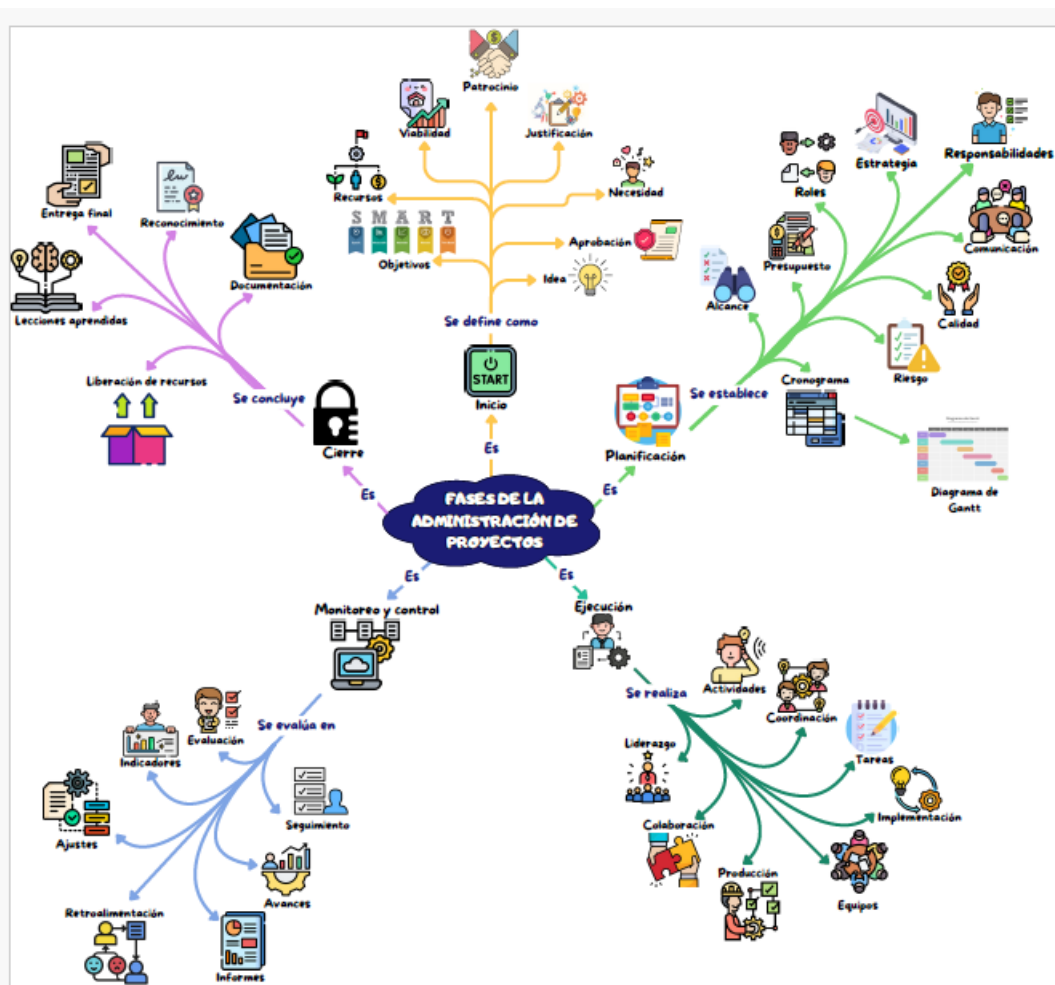 Patrocinio
Viabilidad
Justificación
Recursos
Necesidad
SMART
Objetivos
Aprobación
Idea
Se define como
START
Inicio
Es
Estrategia
Responsabilidades
Roles
Comunicación
Presupuesto
Alcance
Calidad
Riesgo
Cronograma
Se establece
Planificación
Diagrama de
Gantt
Es
Entrega final
Reconocimiento
Documentación
Lecciones aprendidas
Liberación de recursos
Se concluye
Cierre
Es
FASES DE LA
ADMINISTRACIÓN DE
PROYECTOS
Es
Monitoreo y control
Se evalúa en
Evaluación
Indicadores
Seguimiento
Ajustes
Avances
Retroalimentación
Informes
Es
Ejecución
Se realiza
Actividades
Coordinación
Liderazgo
Tareas
Colaboración
Implementación
Producción
Equipos